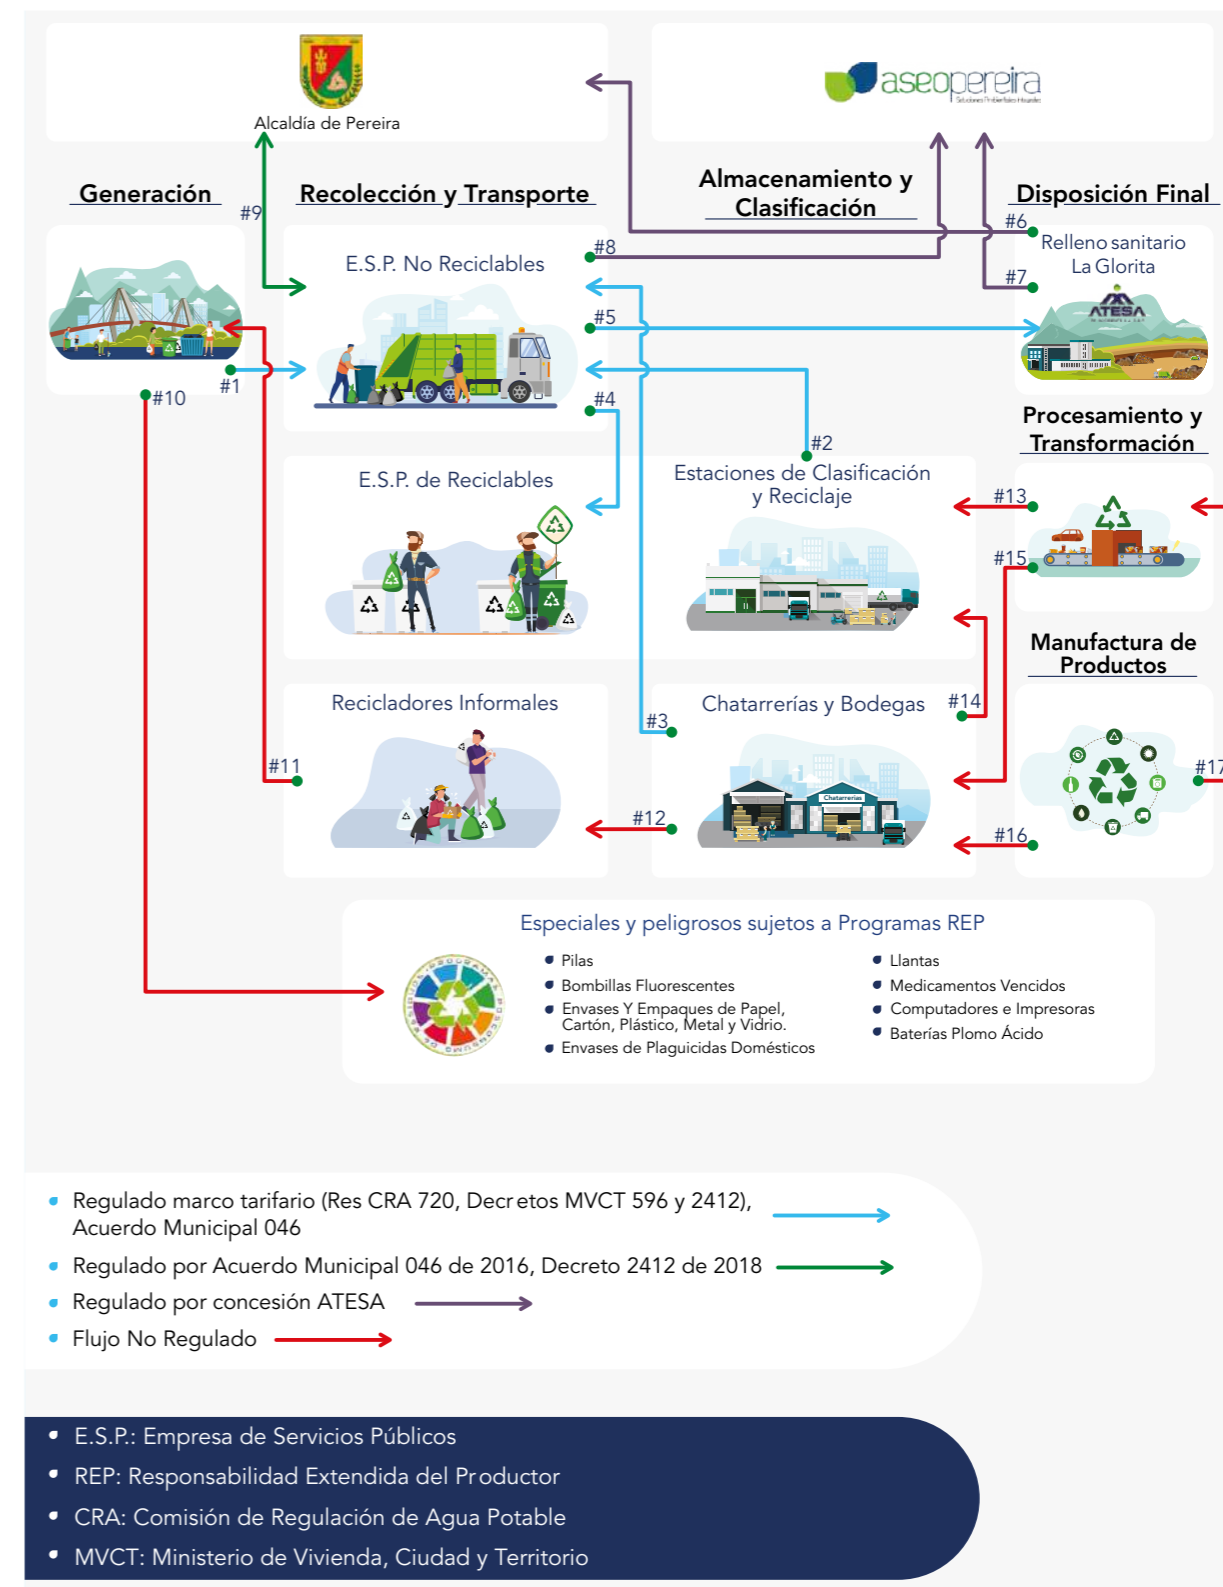 Alcaldía de Pereira
aseopereira
Generación
Recolección y Transporte
Almacenamiento y
Clasificación
Disposición Final
#9
#8
#6
#7
E.S.P. No Reciclables
Relleno sanitario
La Glorita
ATESA
#5
#1
#10
#4
#2
Procesamiento y
Transformación
E.S.P. de Reciclables
Estaciones de Clasificación
y Reciclaje
#13
#15
Manufactura de
Productos
Recicladores Informales
Chatarrerías y Bodegas
#14
#3
#11
#17
Chatarrerías
#12
#16
Especiales y peligrosos sujetos a Programas REP
Pilas
Bombillas Fluorescentes
Envases Y Empaques de Papel,
Cartón, Plástico, Metal y Vidrio.
Envases de Plaguicidas Domésticos
Llantas
Medicamentos Vencidos
Computadores e Impresoras
Baterías Plomo Ácido
Regulado marco tarifario (Res CRA 720, Decretos MVCT 596 y 2412),
Acuerdo Municipal 046
Regulado por Acuerdo Municipal 046 de 2016, Decreto 2412 de 2018
Regulado por concesión ATESA
Flujo No Regulado
E.S.P.: Empresa de Servicios Públicos
REP: Responsabilidad Extendida del Productor
CRA: Comisión de Regulación de Agua Potable
MVCT: Ministerio de Vivienda, Ciudad y Territorio